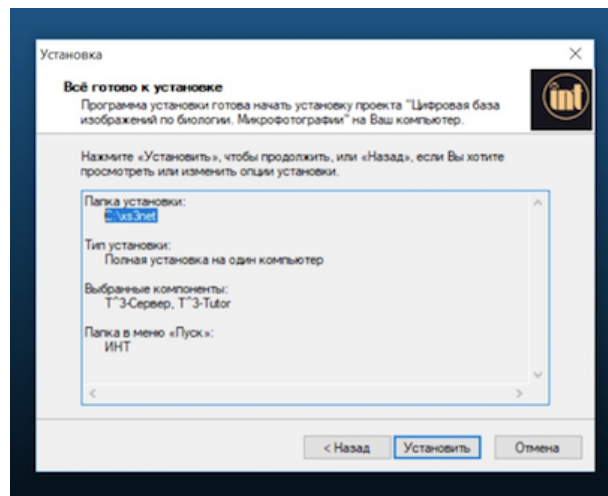 Установка
Всё готово к установке
Программа установки готова начать установку проекта "Цифровая база
изображений по биологии. Микрофотографии" на Ваш компьютер.
int
Нажмите «Установить», чтобы продолжить, или «Назад», если Вы хотите
просмотреть или изменить опции установки.
Папка установки:
C:\xs3net
Тип установки:
Полная установка на один компьютер
Выбранные компоненты:
T^3-Сервер, T^3-Tutor
Папка в меню «Пуск»:
ИНТ
< Назад
Установить
Отмена